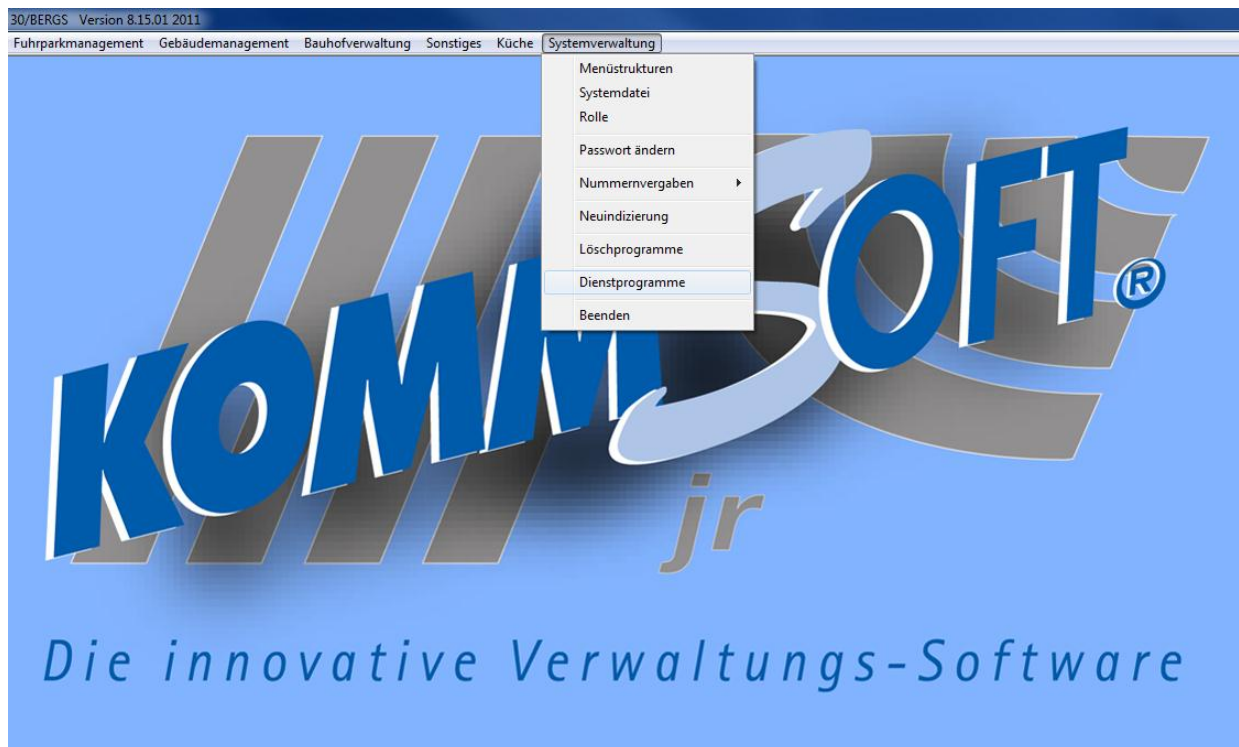 30/BERGS Version 8.15.01 2011
Fuhrparkmanagement Gebäudemanagement Bauhofverwaltung Sonstiges Küche Systemverwaltung
Menüstrukturen
Systemdatei
Rolle
Passwort ändern
Nummernvergaben
Neuindizierung
Löschprogramme
Dienstprogramme
Beenden
KOMMSOFT®
jr
Die innovative Verwaltungs-Software